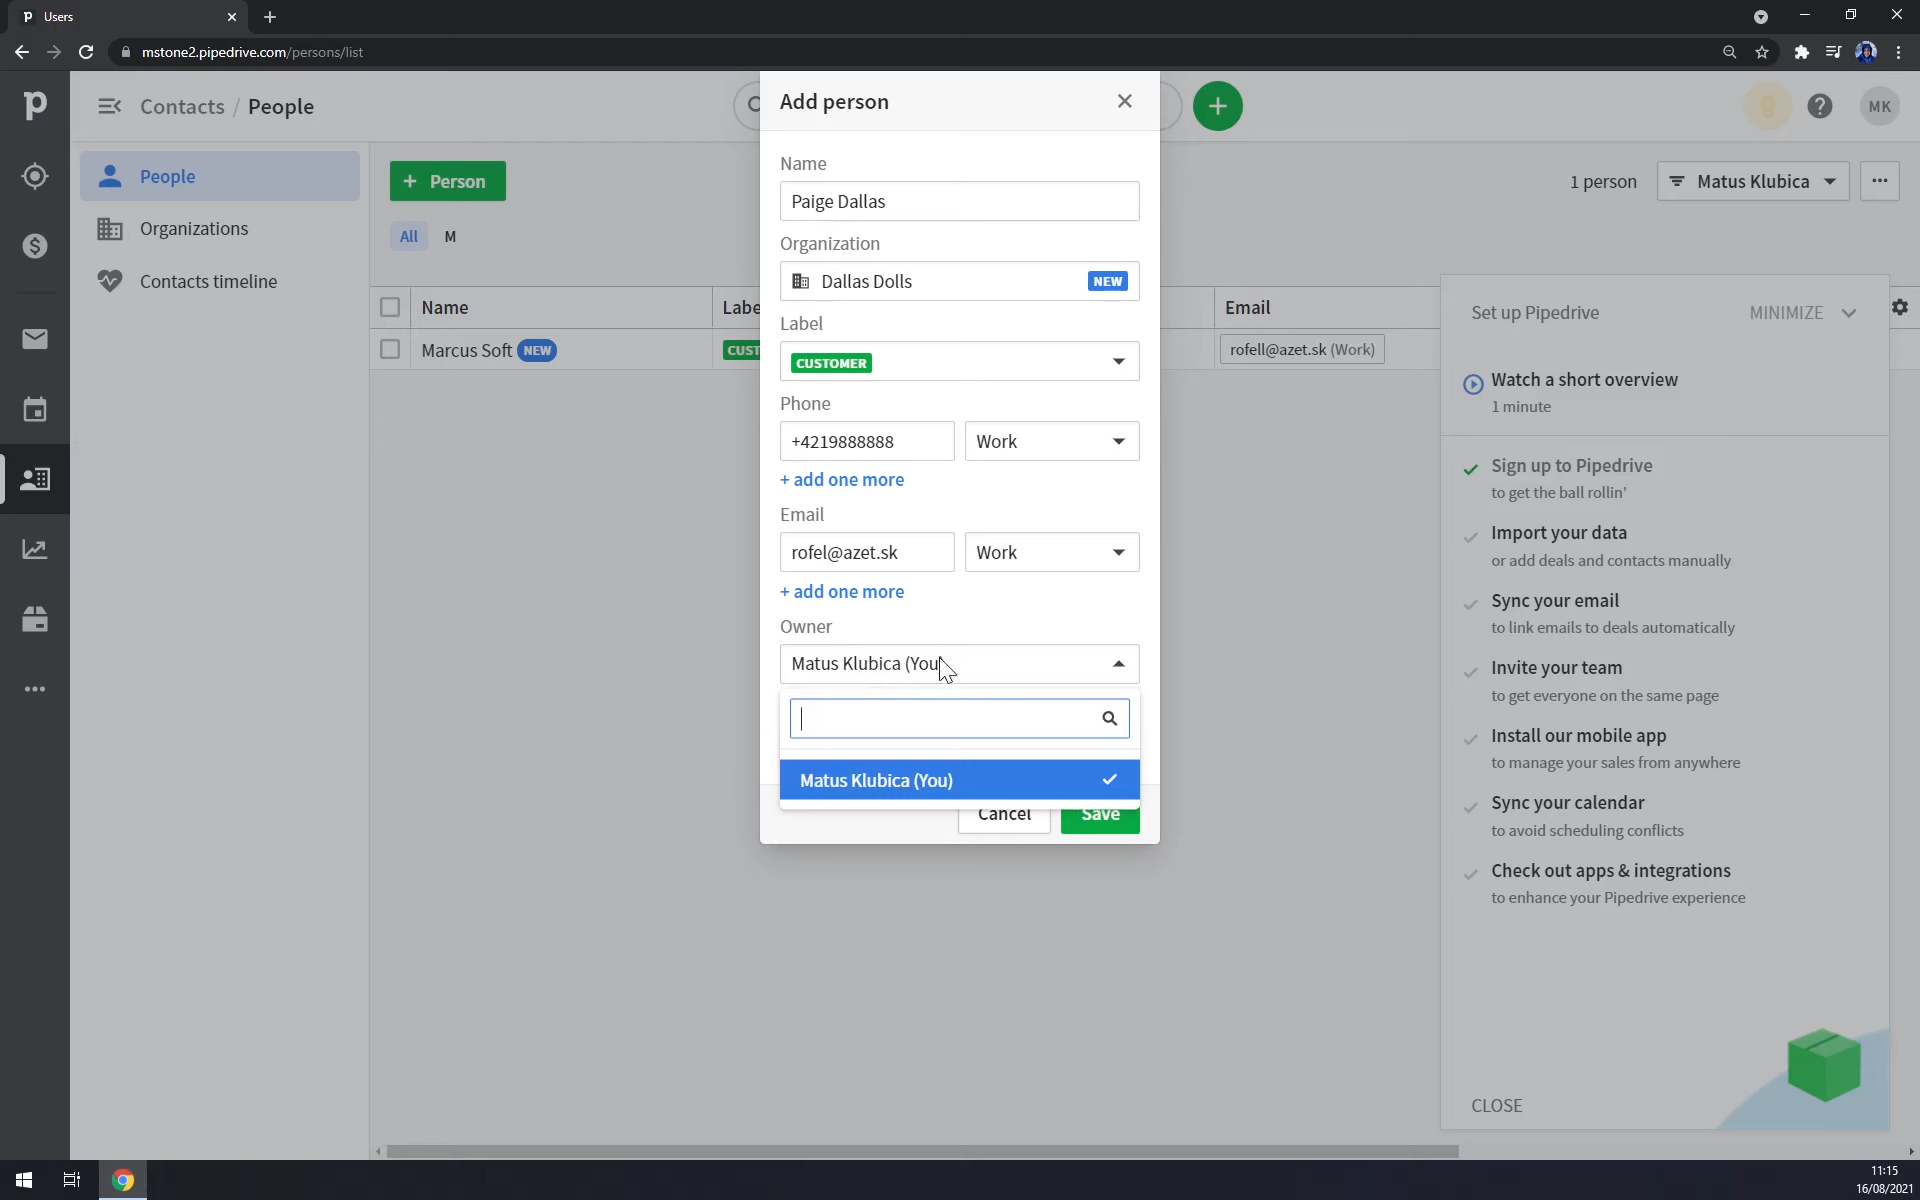 Users
mstone2.pipedrive.com/persons/list
Contacts / People
MK
Add person
People
Organizations
Contacts timeline
+ Person
All M
1 person
Matus Klubica
Name
Labe
Email
Marcus Soft NEW
CUST
rofell@azet.sk (Work)
Name
Paige Dallas
Organization
Dallas Dolls NEW
Label
CUSTOMER
Phone
+4219888888 Work
+ add one more
Email
rofel@azet.sk Work
+ add one more
Owner
Matus Klubica (You
Matus Klubica (You)
Cancel Save
Set up Pipedrive MINIMIZE
Watch a short overview
1 minute
Sign up to Pipedrive
to get the ball rollin'
Import your data
or add deals and contacts manually
Sync your email
to link emails to deals automatically
Invite your team
to get everyone on the same page
Install our mobile app
to manage your sales from anywhere
Sync your calendar
to avoid scheduling conflicts
Check out apps & integrations
to enhance your Pipedrive experience
CLOSE
11:15
16/08/2021